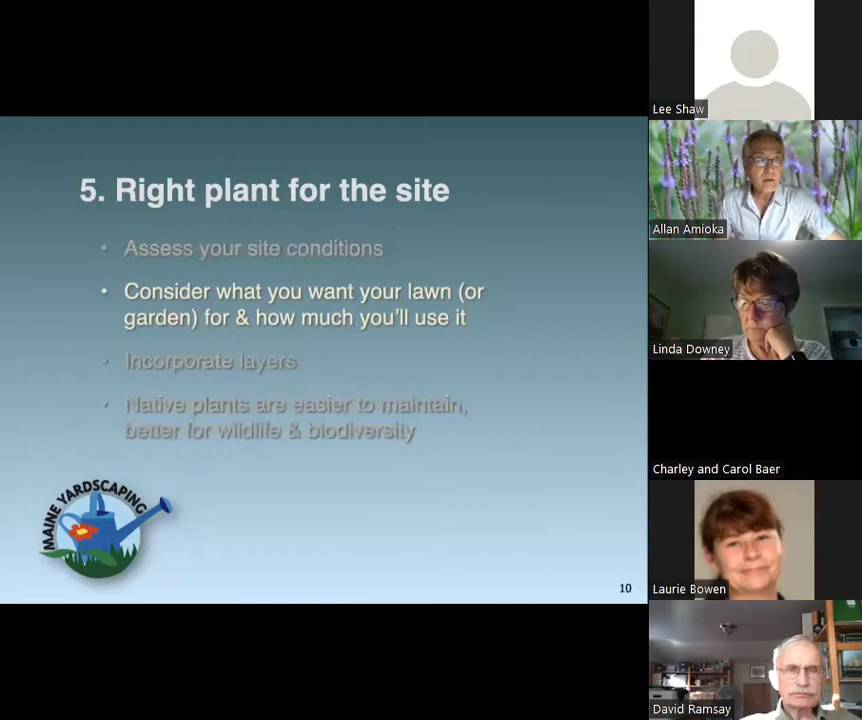 5. Right plant for the site
• Assess your site conditions
• Consider what you want your lawn (or
garden) for & how much you'll use it
• Incorporate layers
• Native plants are easier to maintain,
better for wildlife & biodiversity
MAINE YARDSCAPING
10
Lee Shaw
Allan Amioka
Linda Downey
Charley and Carol Baer
Laurie Bowen
David Ramsay